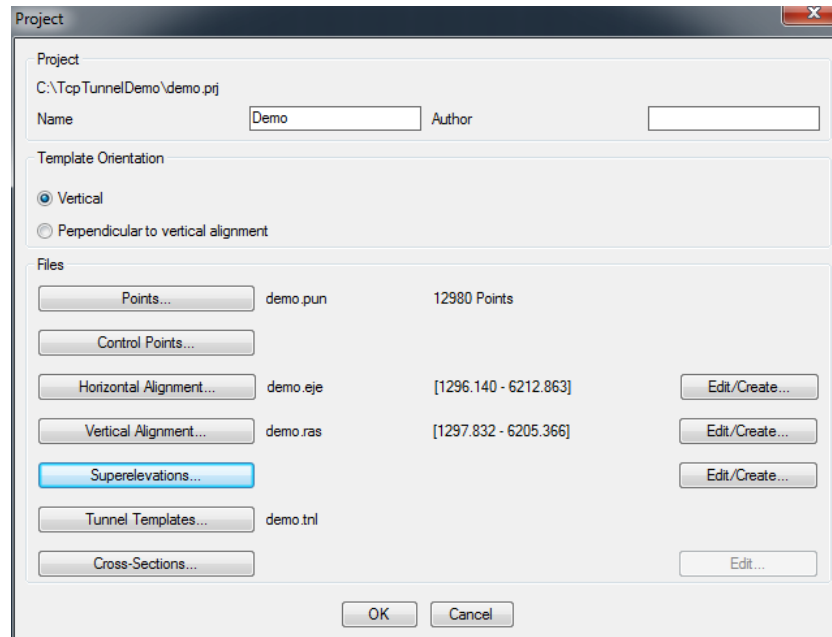 Project
Project
C:\TcpTunnelDemo\demo.prj
Name Demo Author
Template Orientation
Vertical
Perpendicular to vertical alignment
Files
Points... demo.pun 12980 Points
Control Points...
Horizontal Alignment... demo.eje [1296.140 - 6212.863] Edit/Create...
Vertical Alignment... demo.ras [1297.832 - 6205.366] Edit/Create...
Superelevations... Edit/Create...
Tunnel Templates... demo.tnl
Cross-Sections... Edit...
OK Cancel